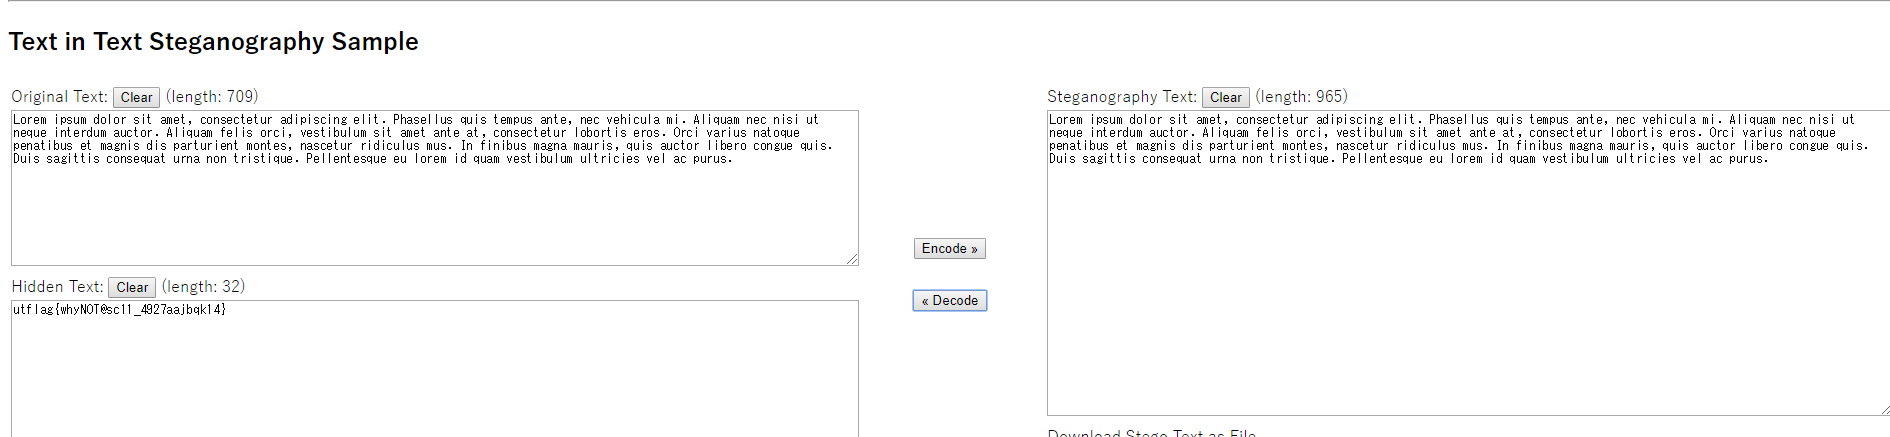 Text in Text Steganography Sample
Original Text: Clear (length: 709)
Lorem ipsum dolor sit amet, consectetur adipiscing elit. Phasellus quis tempus ante, nec vehicula mi. Aliquam nec nisi ut
neque interdum auctor. Aliquam felis orci, vestibulum sit amet ante at, consectetur lobortis eros. Orci varius natoque
penatibus et magnis dis parturient montes, nascetur ridiculus mus. In finibus magna mauris, quis auctor libero congue quis.
Duis sagittis consequat urna non tristique. Pellentesque eu lorem id quam vestibulum ultricies vel ac purus.
Hidden Text: Clear (length: 32)
utflag{whyNOT@sc11_4927aajbqk14}
Encode »
« Decode
Steganography Text: Clear (length: 965)
Lorem ipsum dolor sit amet, consectetur adipiscing elit. Phasellus quis tempus ante, nec vehicula mi. Aliquam nec nisi ut
neque interdum auctor. Aliquam felis orci, vestibulum sit amet ante at, consectetur lobortis eros. Orci varius natoque
penatibus et magnis dis parturient montes, nascetur ridiculus mus. In finibus magna mauris, quis auctor libero congue quis.
Duis sagittis consequat urna non tristique. Pellentesque eu lorem id quam vestibulum ultricies vel ac purus.
Download Stego Text as File